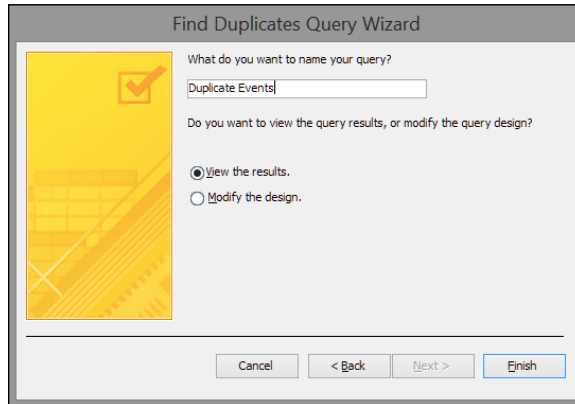 Find Duplicates Query Wizard
What do you want to name your query?
Duplicate Events
Do you want to view the query results, or modify the query design?
View the results.
Modify the design.
Cancel
< Back
Next >
Finish